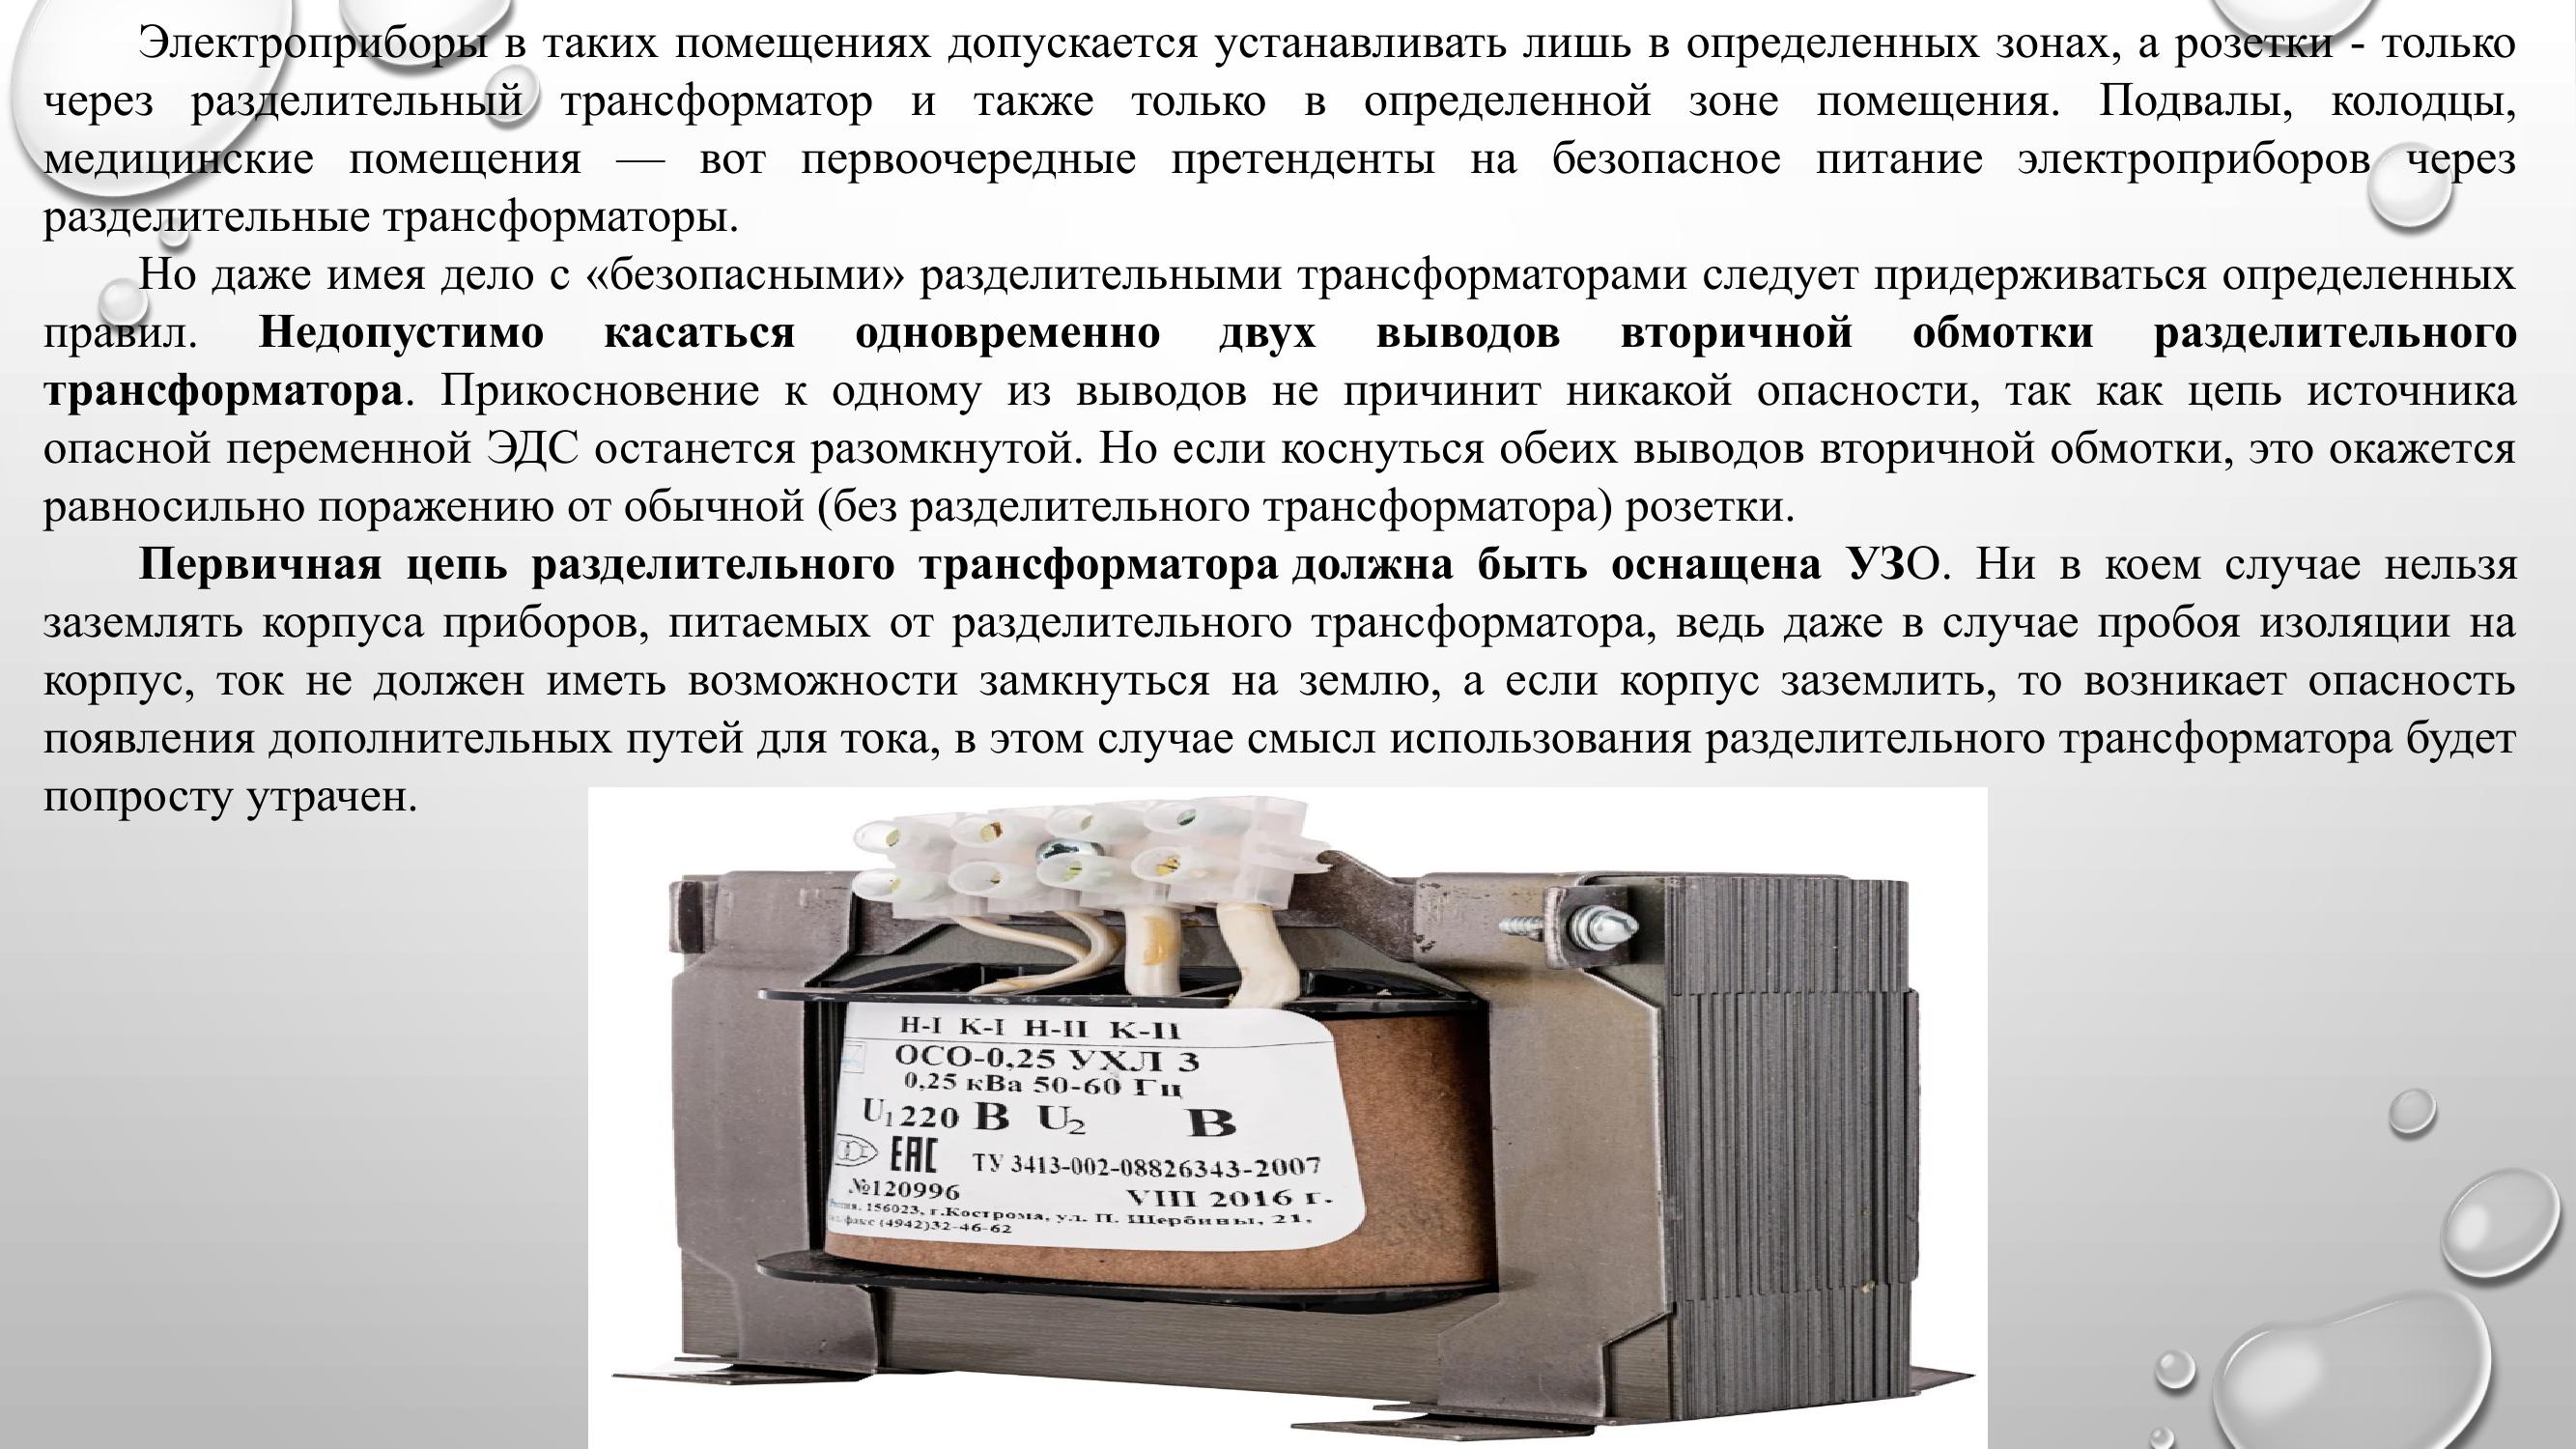 Электроприборы в таких помещениях допускается устанавливать лишь в определенных зонах, а розетки - только
через разделительный трансформатор и также только в определенной зоне помещения. Подвалы, колодцы,
медицинские помещения — вот первоочередные претенденты на безопасное питание электроприборов через
разделительные трансформаторы.
Но даже имея дело с «безопасными» разделительными трансформаторами следует придерживаться определенных
правил. Недопустимо касаться одновременно двух выводов вторичной обмотки разделительного
трансформатора. Прикосновение к одному из выводов не причинит никакой опасности, так как цепь источника
опасной переменной ЭДС останется разомкнутой. Но если коснуться обеих выводов вторичной обмотки, это окажется
равносильно поражению от обычной (без разделительного трансформатора) розетки.
Первичная цепь разделительного трансформатора должна быть оснащена УЗО. Ни в коем случае нельзя
заземлять корпуса приборов, питаемых от разделительного трансформатора, ведь даже в случае пробоя изоляции на
корпус, ток не должен иметь возможности замкнуться на землю, а если корпус заземлить, то возникает опасность
появления дополнительных путей для тока, в этом случае смысл использования разделительного трансформатора будет
попросту утрачен.
Н-I К-I Н-II К-II
ОСО-0,25 УХЛ 3
0,25 кВа 50-60 Гц
U1 220 В U2 В
ЕАС ТУ 3413-002-08826343-2007
№120996 VIII 2016 г.
156023, г.Кострома, ул. П. Щербины, 21,
факс (4942)32-46-62